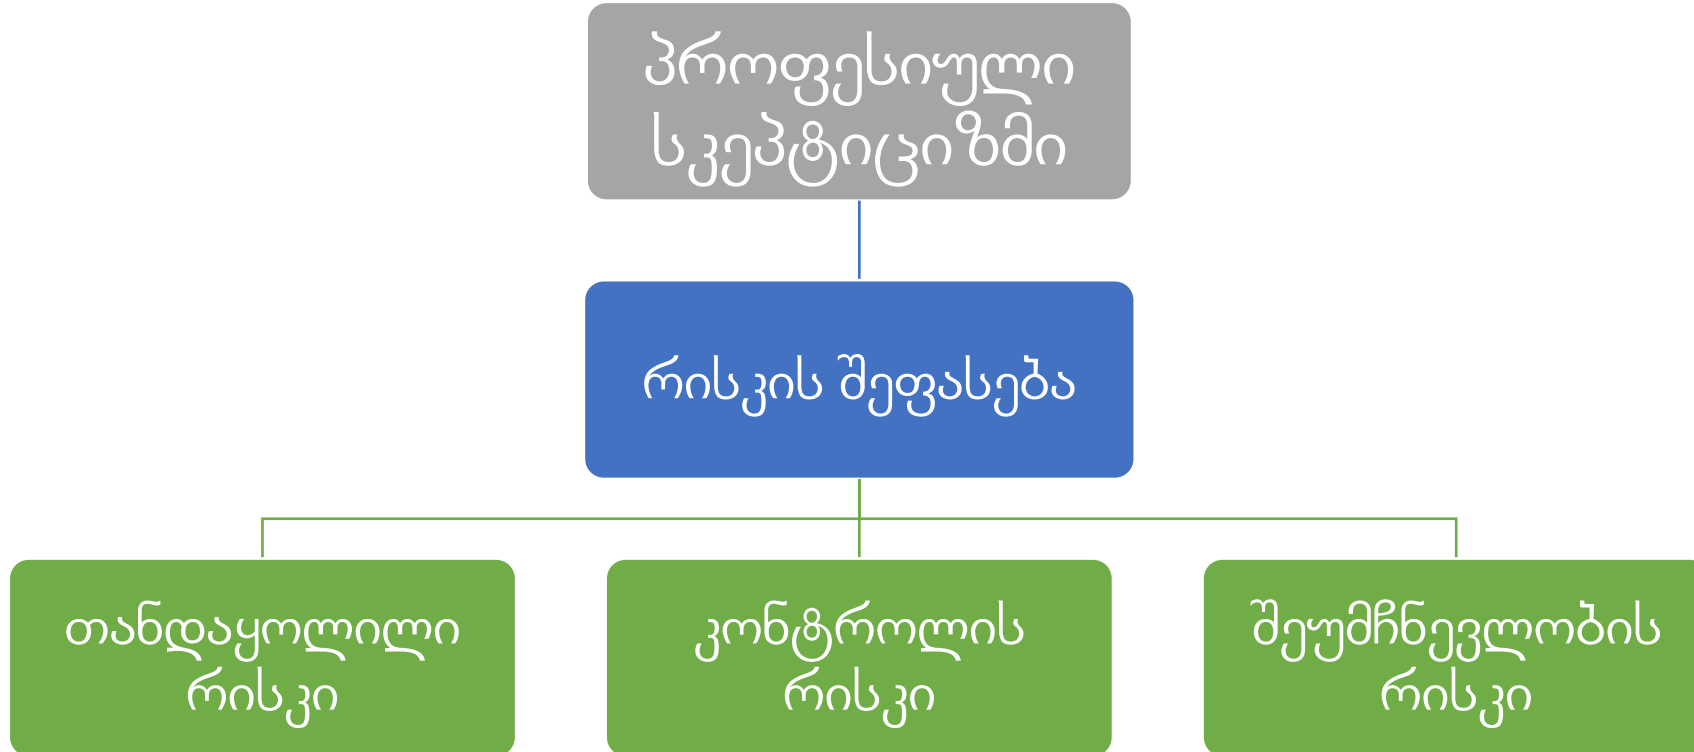 პროფესიული
სკეპტიციზმი
რისკის შეფასება
თანდაყოლილი
რისკი
კონტროლის
რისკი
შეუმჩნევლობის
რისკი